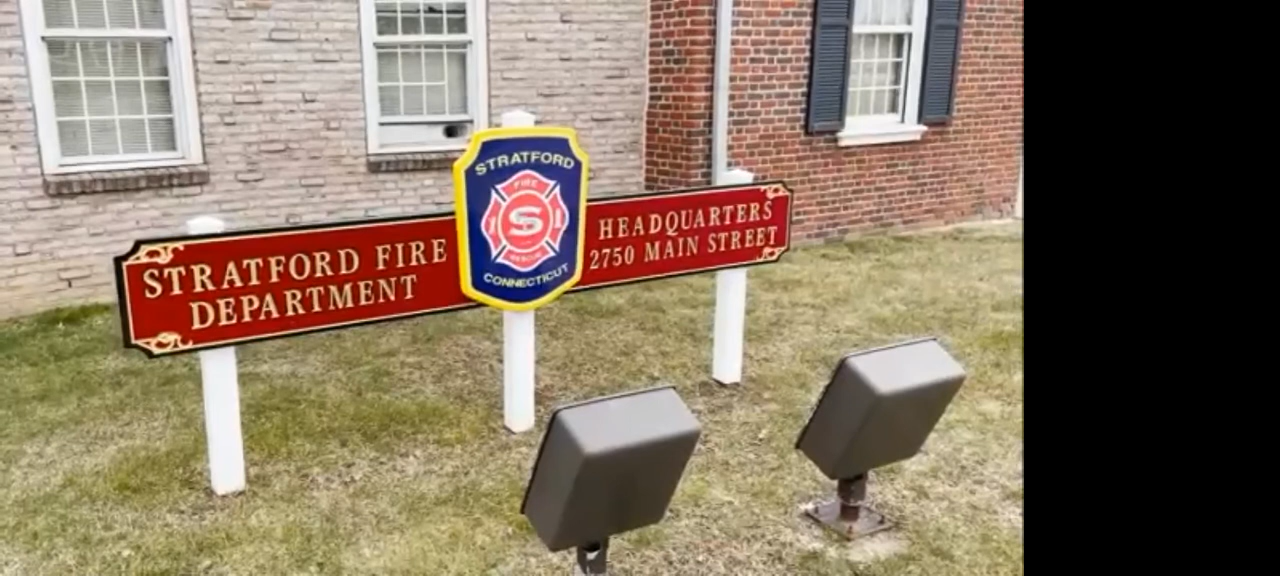 STRATFORD FIRE
DEPARTMENT
STRATFORD
FIRE
S
RESCUE
CONNECTICUT
HEADQUARTERS
2750 MAIN STREET